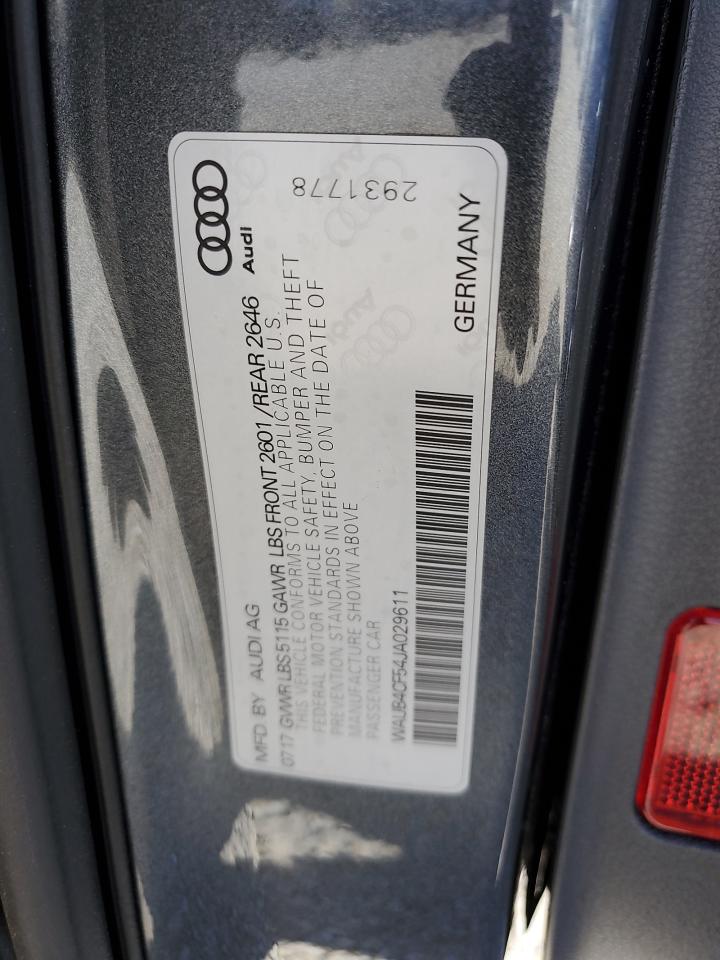 Audi
2931778
MFD. BY AUDI AG
07 17 GVWR LBS 5115 GAWR LBS FRONT 2601 / REAR 2646
THIS VEHICLE CONFORMS TO ALL APPLICABLE U.S.
FEDERAL MOTOR VEHICLE SAFETY, BUMPER AND THEFT
PREVENTION STANDARDS IN EFFECT ON THE DATE OF
MANUFACTURE SHOWN ABOVE
PASSENGER CAR
WAUB4CF54JA029611
GERMANY